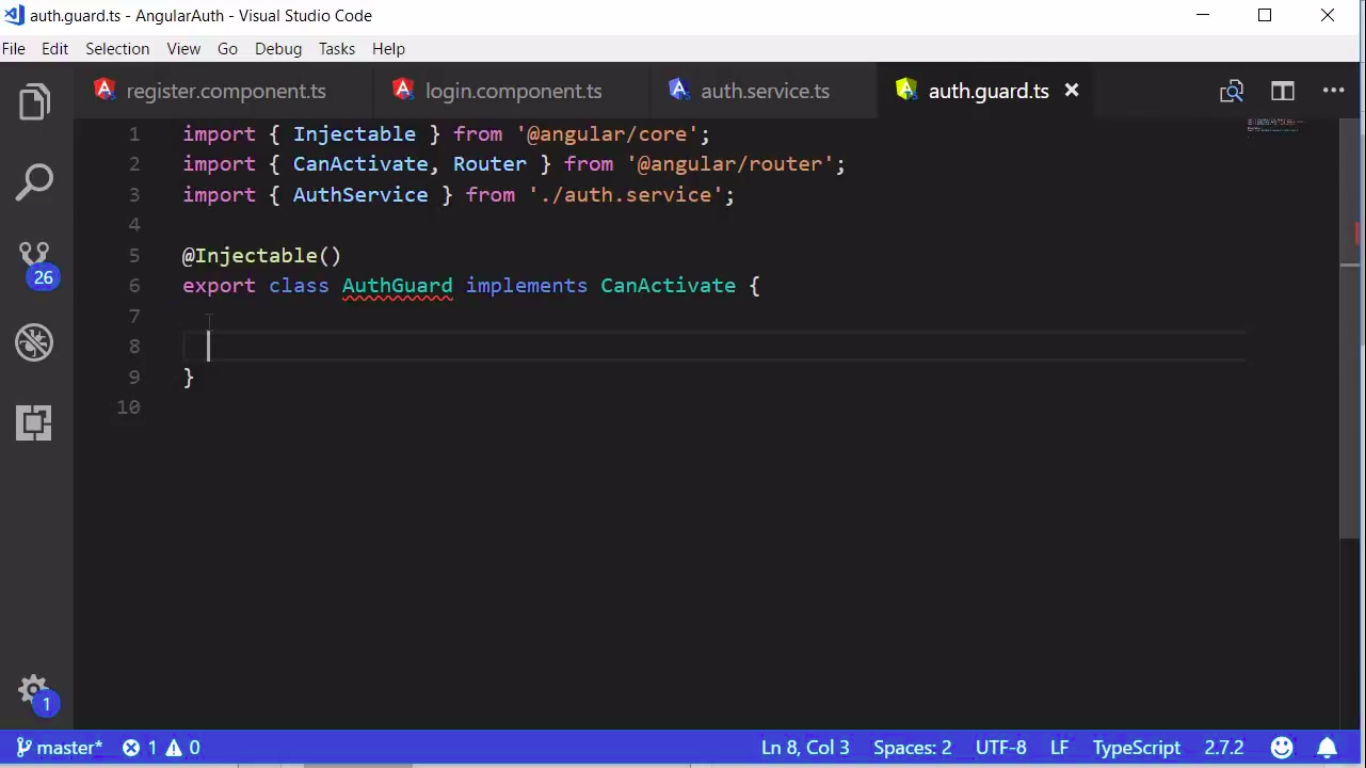 auth.guard.ts - AngularAuth - Visual Studio Code
File Edit Selection View Go Debug Tasks Help
register.component.ts login.component.ts auth.service.ts auth.guard.ts
1 import { Injectable } from '@angular/core';
2 import { CanActivate, Router } from '@angular/router';
3 import { AuthService } from './auth.service';
4
5 @Injectable()
6 export class AuthGuard implements CanActivate {
7
8
9 }
10
26
1
master* 1 0 Ln 8, Col 3 Spaces: 2 UTF-8 LF TypeScript 2.7.2